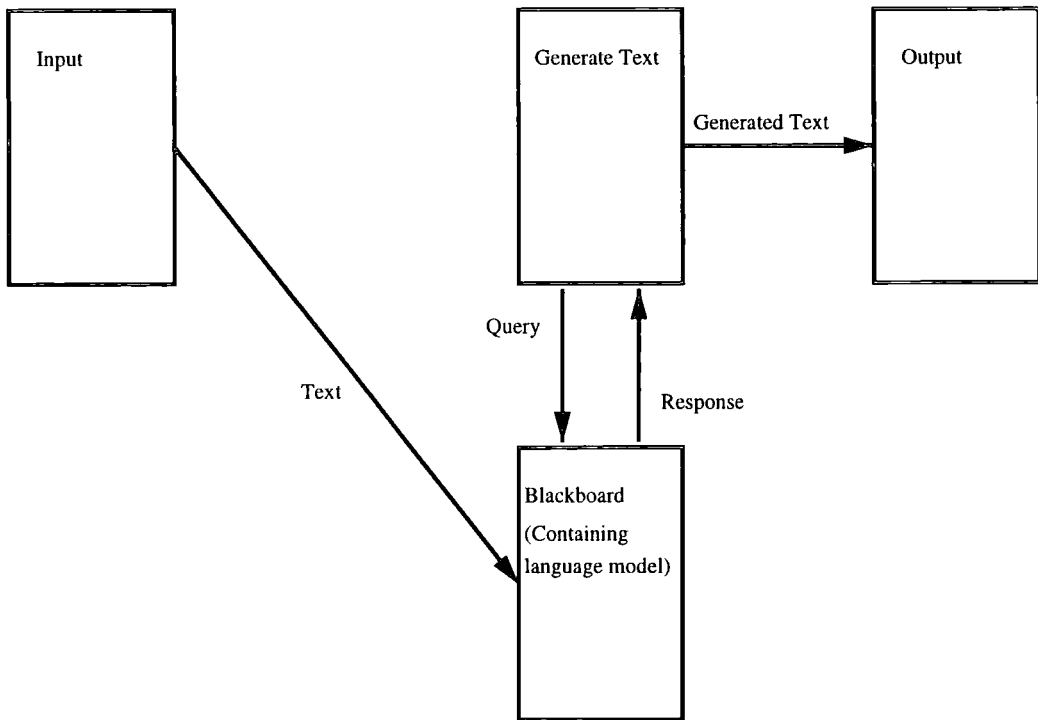 Input
Generate Text
Output
Generated Text
Query
Text
Response
Blackboard
(Containing
language model)